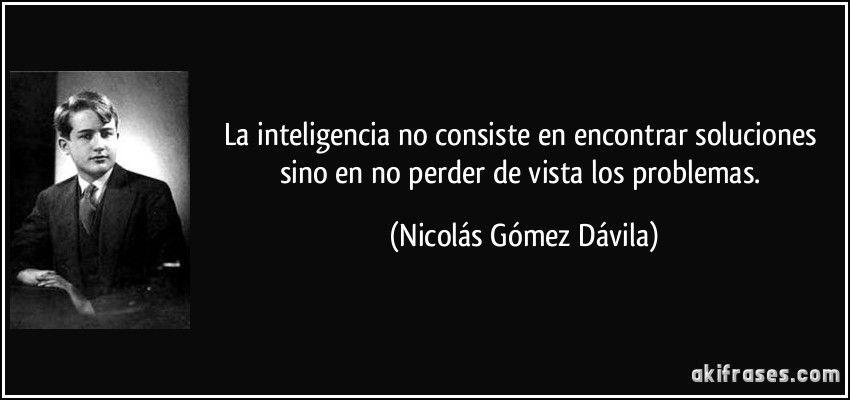 La inteligencia no consiste en encontrar soluciones
sino en no perder de vista los problemas.
(Nicolás Gómez Dávila)
akifrases.com